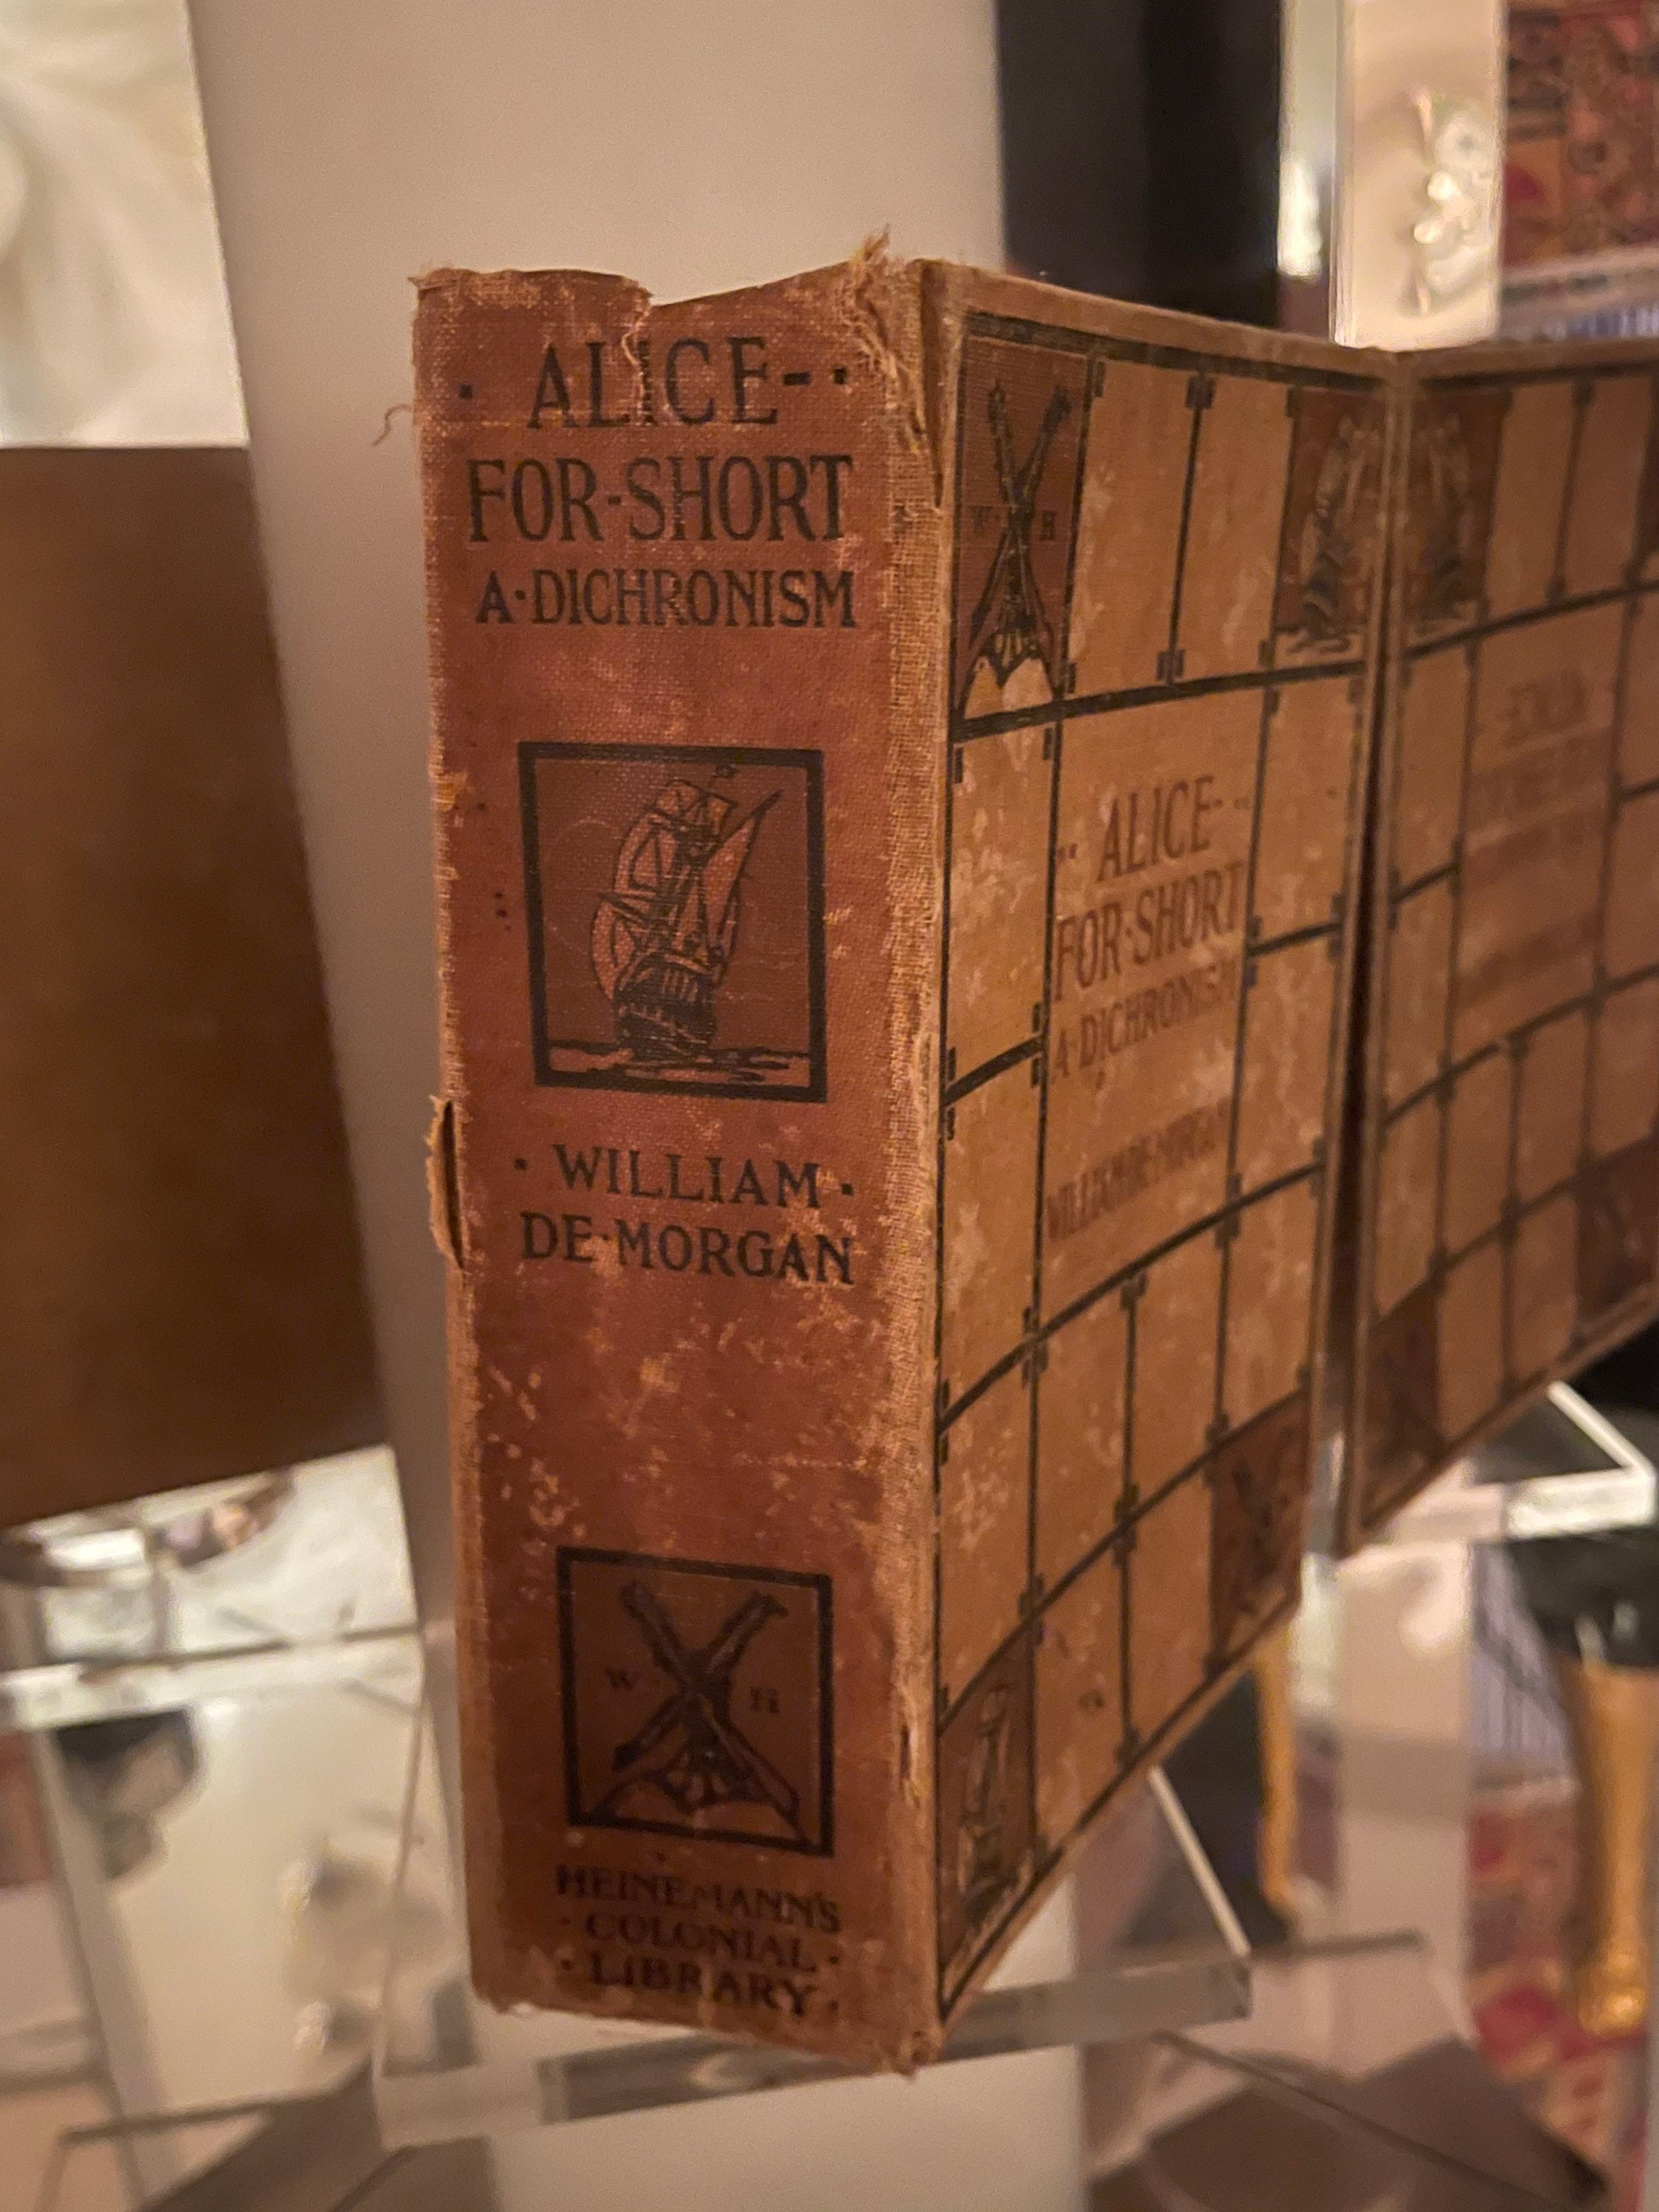 · ALICE-·
FOR-SHORT
A·DICHRONISM
· WILLIAM ·
DE·MORGAN
W H
HEINEMANN'S
· COLONIAL ·
· LIBRARY ·
W H
·· ALICE- ··
FOR·SHORT
A·DICHRONISM
WILLIAM·DE·MORGAN